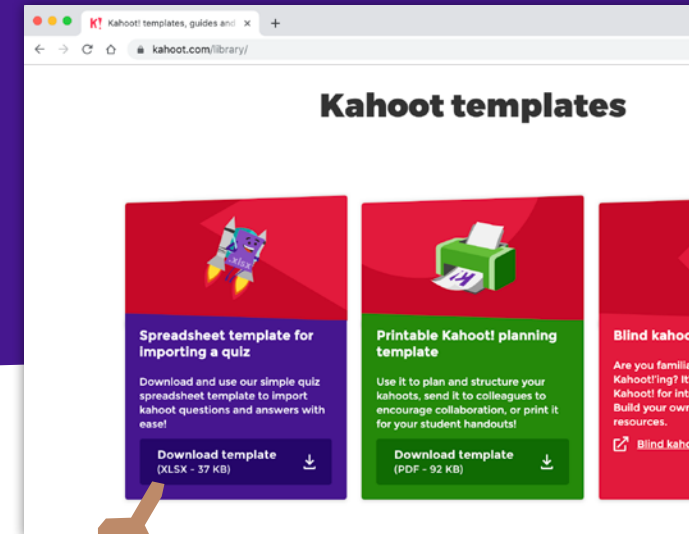 K! Kahoot! templates, guides and
kahoot.com/library/
Kahoot templates
.xlsx
Spreadsheet template for
importing a quiz
Download and use our simple quiz
spreadsheet template to import
kahoot questions and answers with
ease!
Download template
(XLSX - 37 KB)
K!
Printable Kahoot! planning
template
Use it to plan and structure your
kahoots, send it to colleagues to
encourage collaboration, or print it
for your student handouts!
Download template
(PDF - 92 KB)
Blind kahoo
Are you familia
Kahoot!'ing? It
Kahoot! for int
Build your own
resources.
Blind kaho